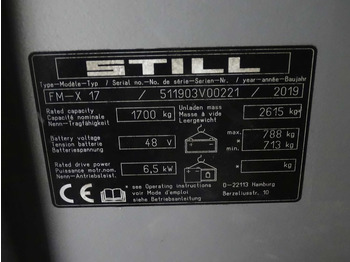 STILL
Type-Modèle-Typ / Serial no.-No. de série-Serien-Nr. / year-année-Baujahr
FM-X 17 / 511903V00221 / 2019
Rated capacity
Capacité nominale
Nenn-Tragfähigkeit
1700 kg
Unladen mass
Masse à vide
Leergewicht
2615 kg
Battery voltage
Tension batterie
Batteriespannung
48 V
max. 788 kg
min. 713 kg
Rated drive power
Puissance motr.nom.
Nenn-Antriebsleist.
6,5 kW
* kg
CE
* see Operating instructions
voir Mode d'emploi
siehe Betriebsanleitung
D-22113 Hamburg
Berzeliusstr. 10